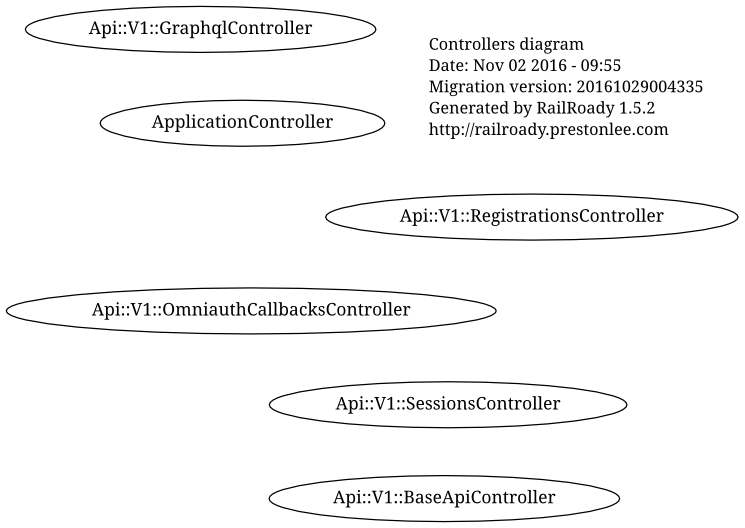 Api::V1::GraphqlController
Controllers diagram
Date: Nov 02 2016 - 09:55
Migration version: 20161029004335
Generated by RailRoady 1.5.2
http://railroady.prestonlee.com
ApplicationController
Api::V1::RegistrationsController
Api::V1::OmniauthCallbacksController
Api::V1::SessionsController
Api::V1::BaseApiController